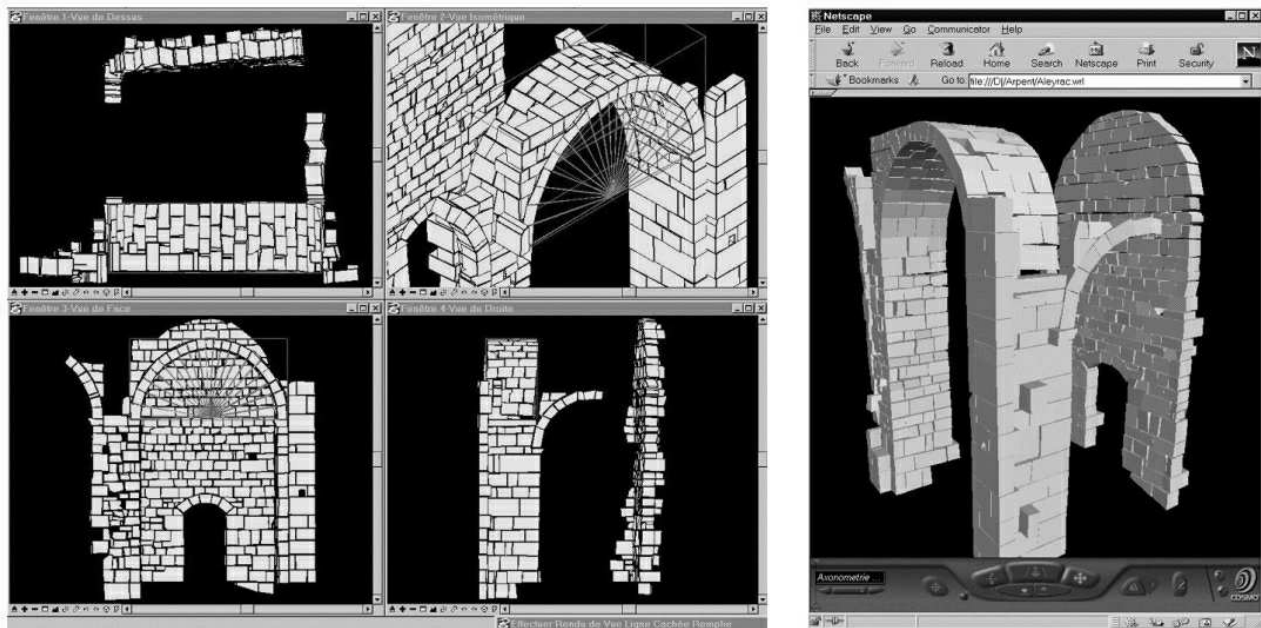 Fenêtre 1-Vue de Dessus
Fenêtre 2-Vue Isométrique
Fenêtre 3-Vue de Face
Fenêtre 4-Vue de Droite
Effectuer Rendu de Vue Ligne Cachée Remplie
Netscape
File Edit View Go Communicator Help
Back Forward Reload Home Search Netscape Print Security
N
Bookmarks Go to: file:///D|/Arpent/Aleyrac.wrl
Axonometrie ...
COSMO